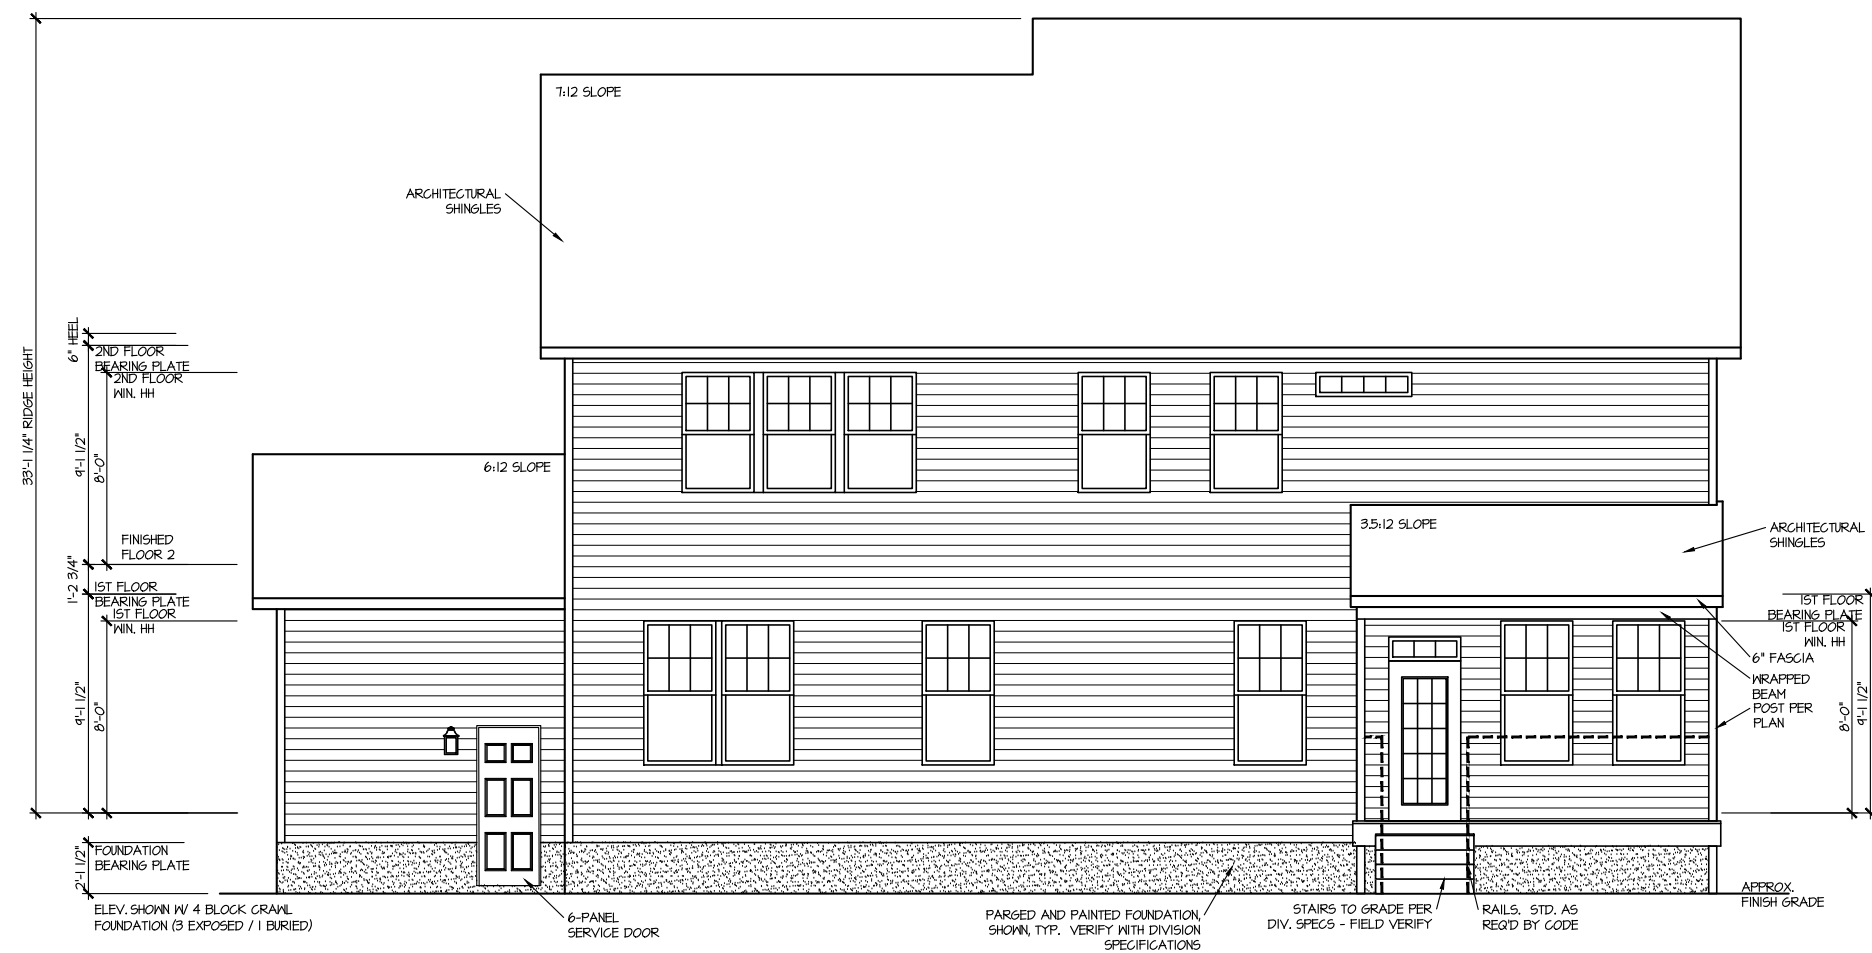 7:12 SLOPE
ARCHITECTURAL
SHINGLES
33'-1 1/4" RIDGE HEIGHT
6" HEEL
2ND FLOOR
BEARING PLATE
2ND FLOOR
WIN. HH
9'-1 1/2"
8'-0"
6:12 SLOPE
FINISHED
FLOOR 2
1'-2 3/4"
1ST FLOOR
BEARING PLATE
1ST FLOOR
WIN. HH
9'-1 1/2"
8'-0"
2'-1 1/2"
FOUNDATION
BEARING PLATE
ELEV. SHOWN W/ 4 BLOCK CRAWL
FOUNDATION (3 EXPOSED / 1 BURIED)
6-PANEL
SERVICE DOOR
PARGED AND PAINTED FOUNDATION,
SHOWN, TYP. VERIFY WITH DIVISION
SPECIFICATIONS
STAIRS TO GRADE PER
DIV. SPECS - FIELD VERIFY
RAILS. STD. AS
REQ'D BY CODE
3.5:12 SLOPE
ARCHITECTURAL
SHINGLES
1ST FLOOR
BEARING PLATE
1ST FLOOR
WIN. HH
6" FASCIA
WRAPPED
BEAM
POST PER
PLAN
8'-0"
9'-1 1/2"
APPROX.
FINISH GRADE